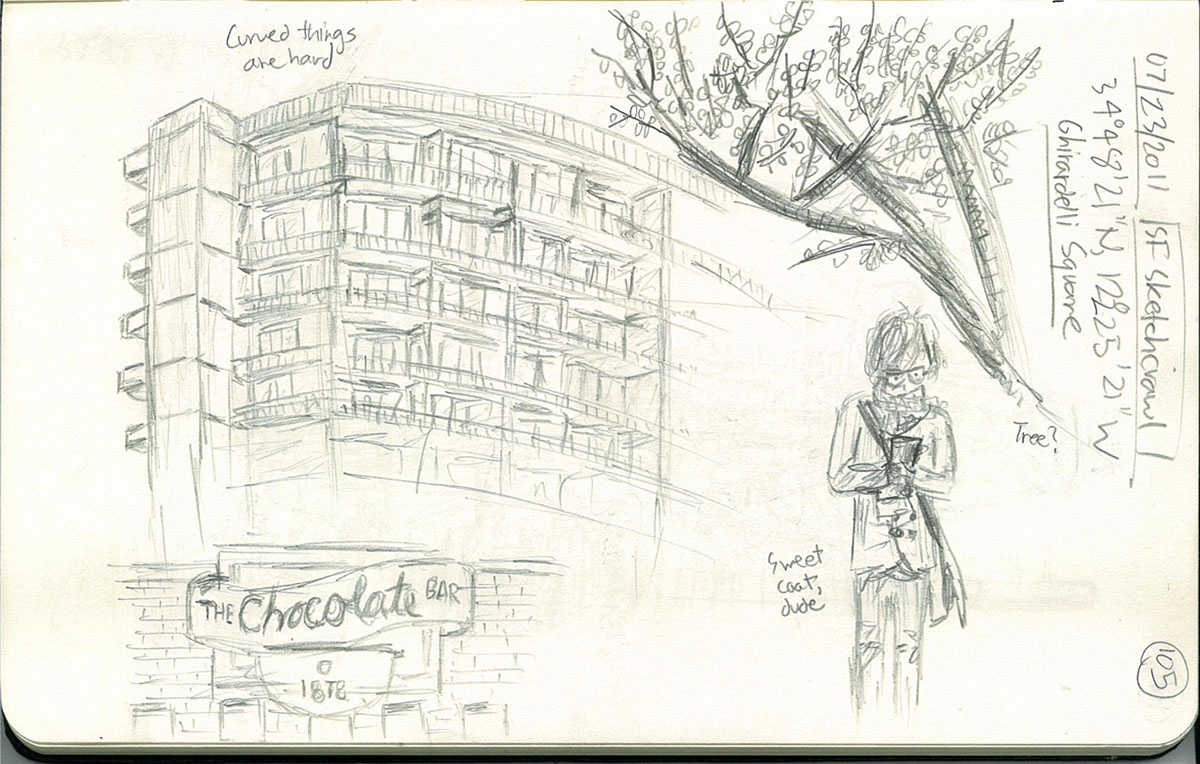 Curved things
are hard
07/23/2011 SF Sketchcrawl
34°48'21"N, 122°25'21"W
Ghirardelli Square
Tree?
Sweet
coat,
dude
THE Chocolate BAR
1878
105